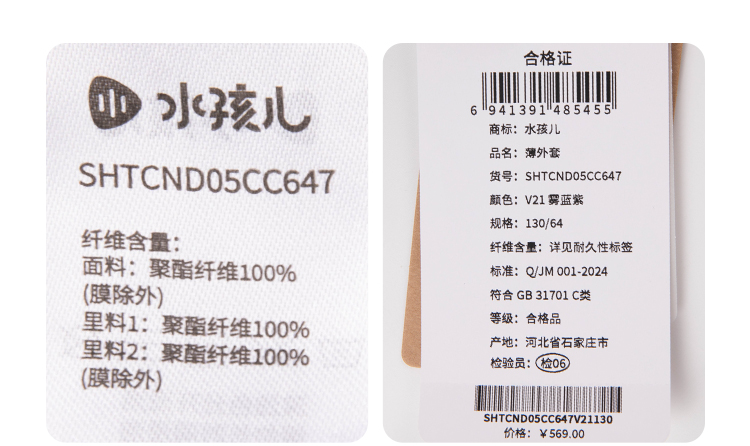 水孩儿
SHTCND05CC647
纤维含量：
面料：聚酯纤维100%
(膜除外)
里料1：聚酯纤维100%
里料2：聚酯纤维100%
(膜除外)
合格证
6 941391 485455
商标：水孩儿
品名：薄外套
货号：SHTCND05CC647
颜色：V21 雾蓝紫
规格：130/64
纤维含量：详见耐久性标签
标准：Q/JM 001-2024
符合 GB 31701 C类
等级：合格品
产地：河北省石家庄市
检验员：检06
SHTCND05CC647V21130
价格：￥569.00